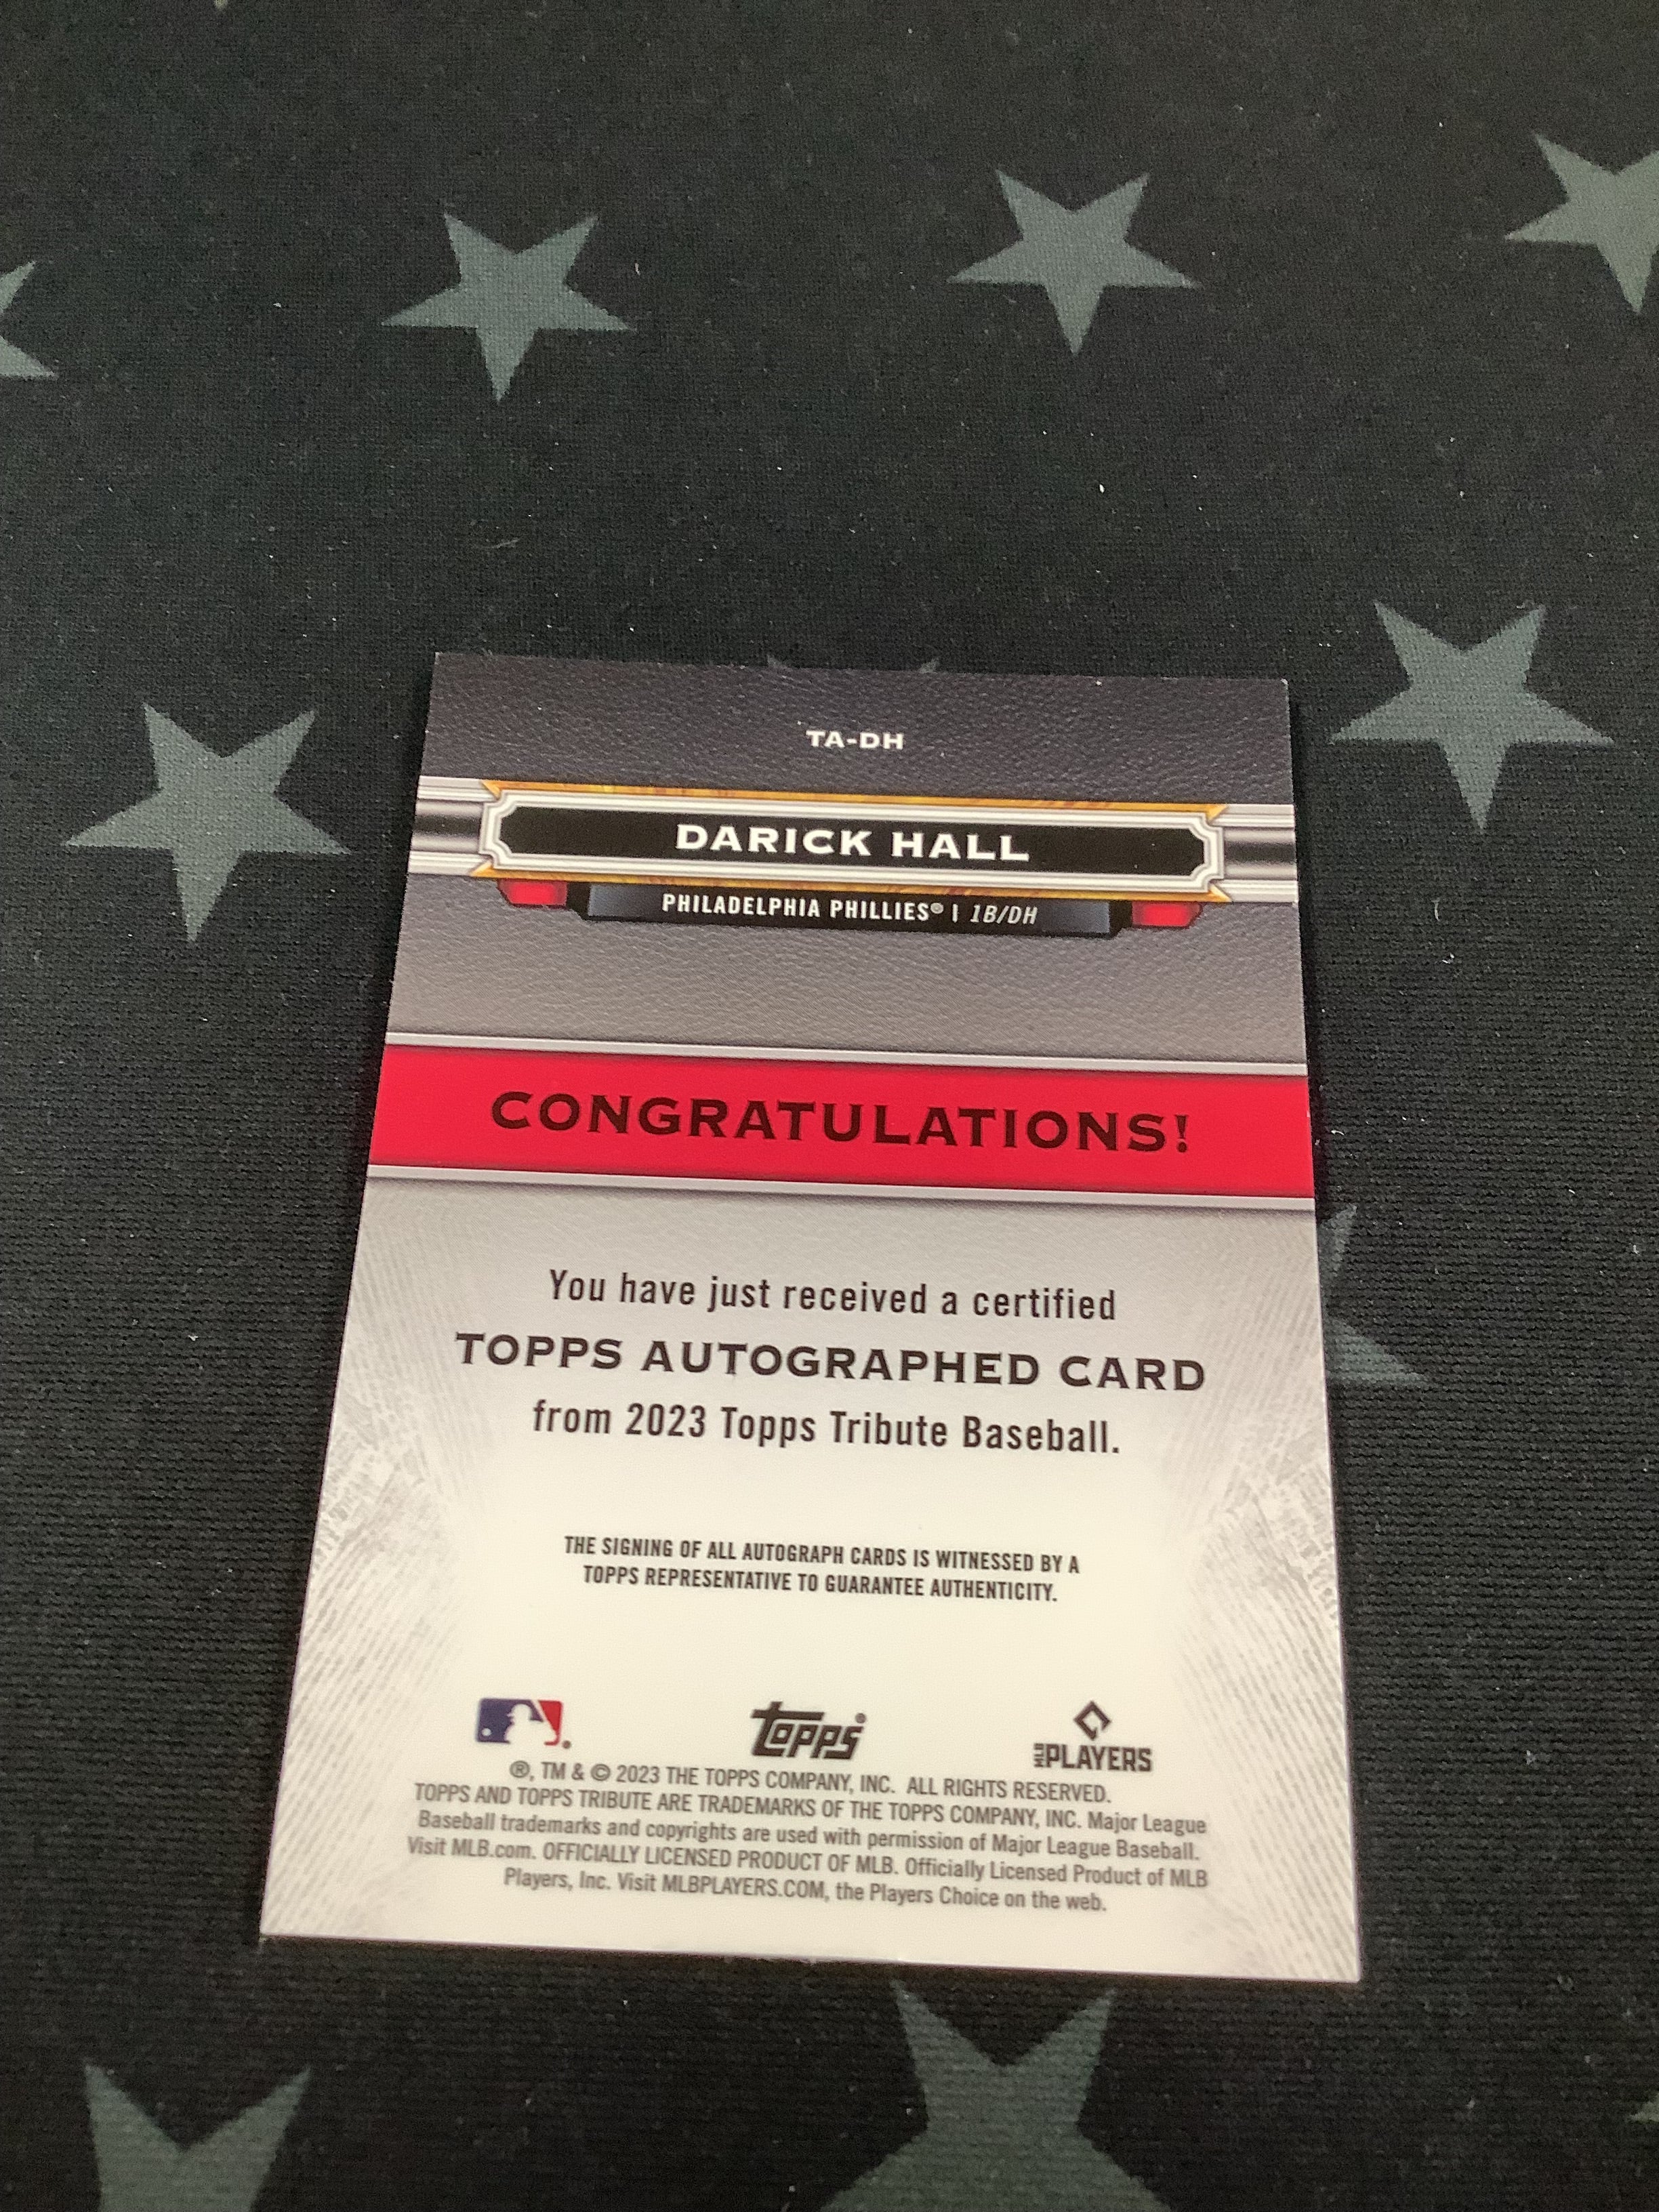 TA-DH
DARICK HALL
PHILADELPHIA PHILLIES® | 1B/DH
CONGRATULATIONS!
You have just received a certified
TOPPS AUTOGRAPHED CARD
from 2023 Topps Tribute Baseball.
THE SIGNING OF ALL AUTOGRAPH CARDS IS WITNESSED BY A
TOPPS REPRESENTATIVE TO GUARANTEE AUTHENTICITY.
topps® MLB PLAYERS
®, TM & © 2023 THE TOPPS COMPANY, INC. ALL RIGHTS RESERVED.
TOPPS AND TOPPS TRIBUTE ARE TRADEMARKS OF THE TOPPS COMPANY, INC. Major League
Baseball trademarks and copyrights are used with permission of Major League Baseball.
Visit MLB.com. OFFICIALLY LICENSED PRODUCT OF MLB. Officially Licensed Product of MLB
Players, Inc. Visit MLBPLAYERS.COM, the Players Choice on the web.